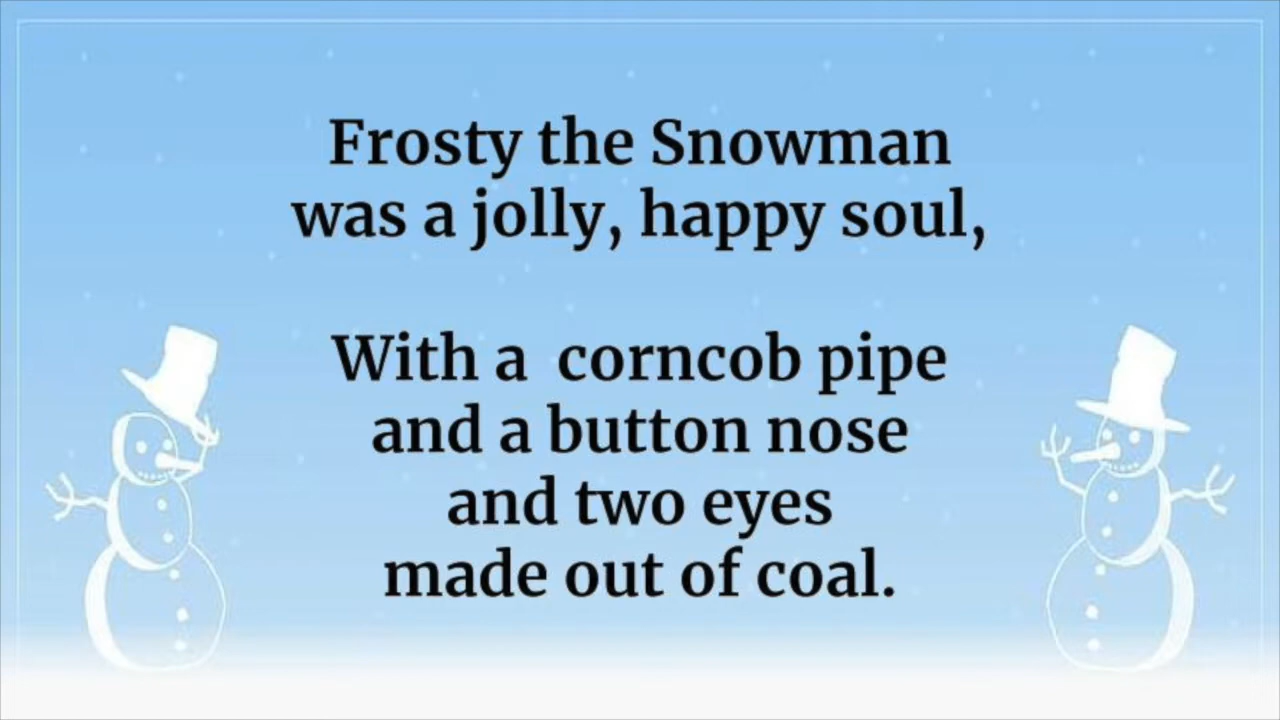 Frosty the Snowman
was a jolly, happy soul,
With a  corncob pipe
and a button nose
and two eyes
made out of coal.